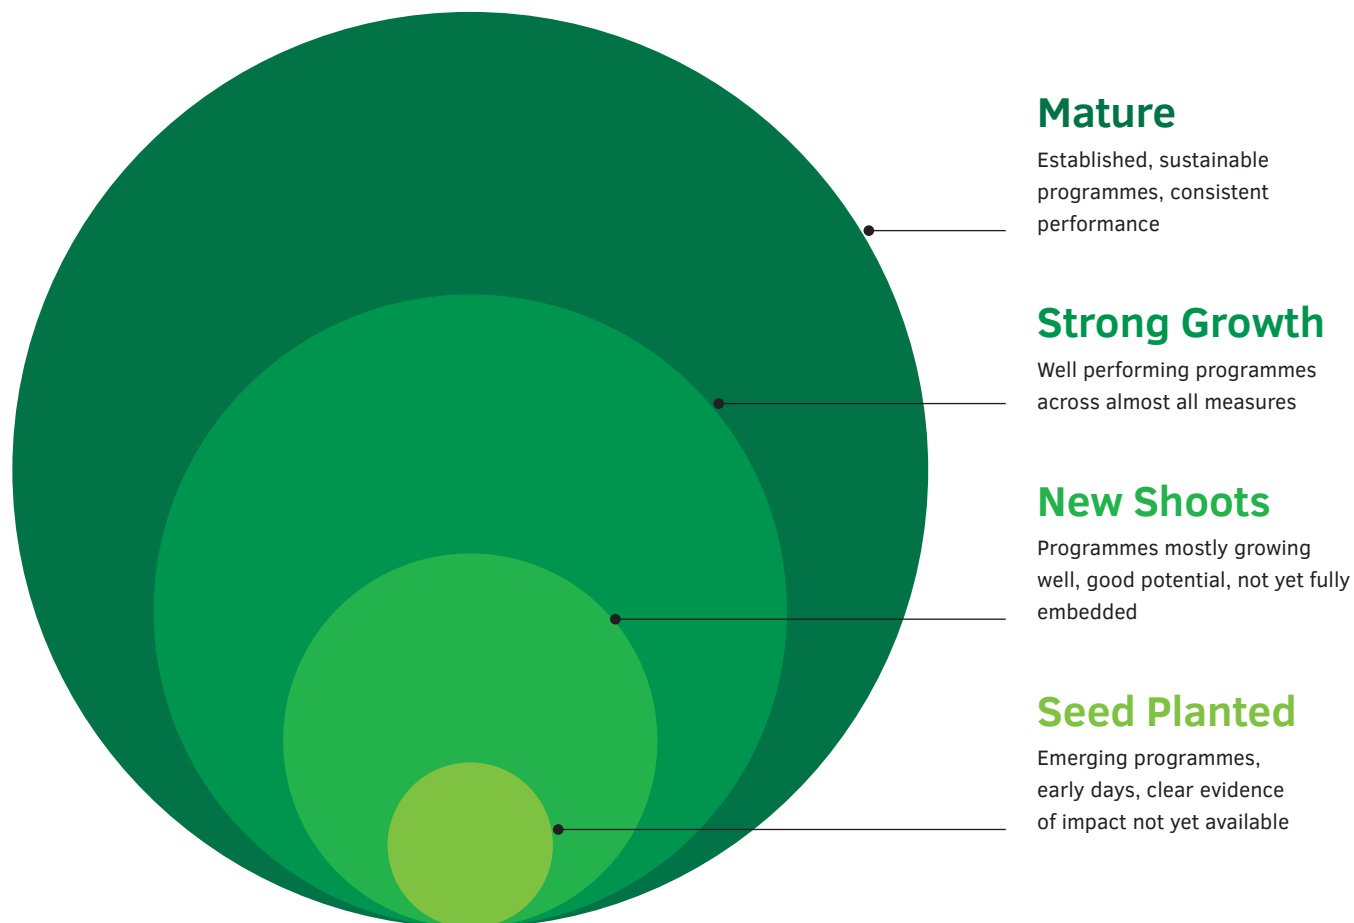 Mature
Established, sustainable
programmes, consistent
performance
Strong Growth
Well performing programmes
across almost all measures
New Shoots
Programmes mostly growing
well, good potential, not yet fully
embedded
Seed Planted
Emerging programmes,
early days, clear evidence
of impact not yet available